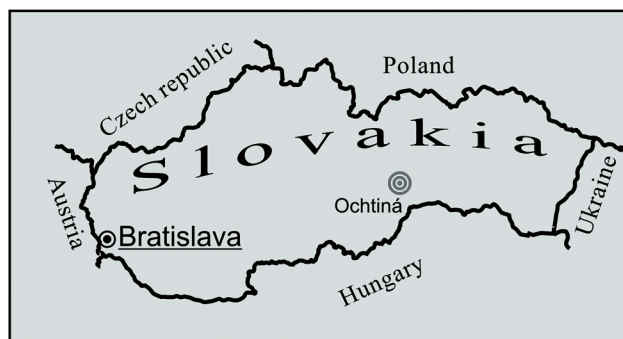 Czech republic
Poland
Slovakia
Ochtiná
Ukraine
Austria
Bratislava
Hungary